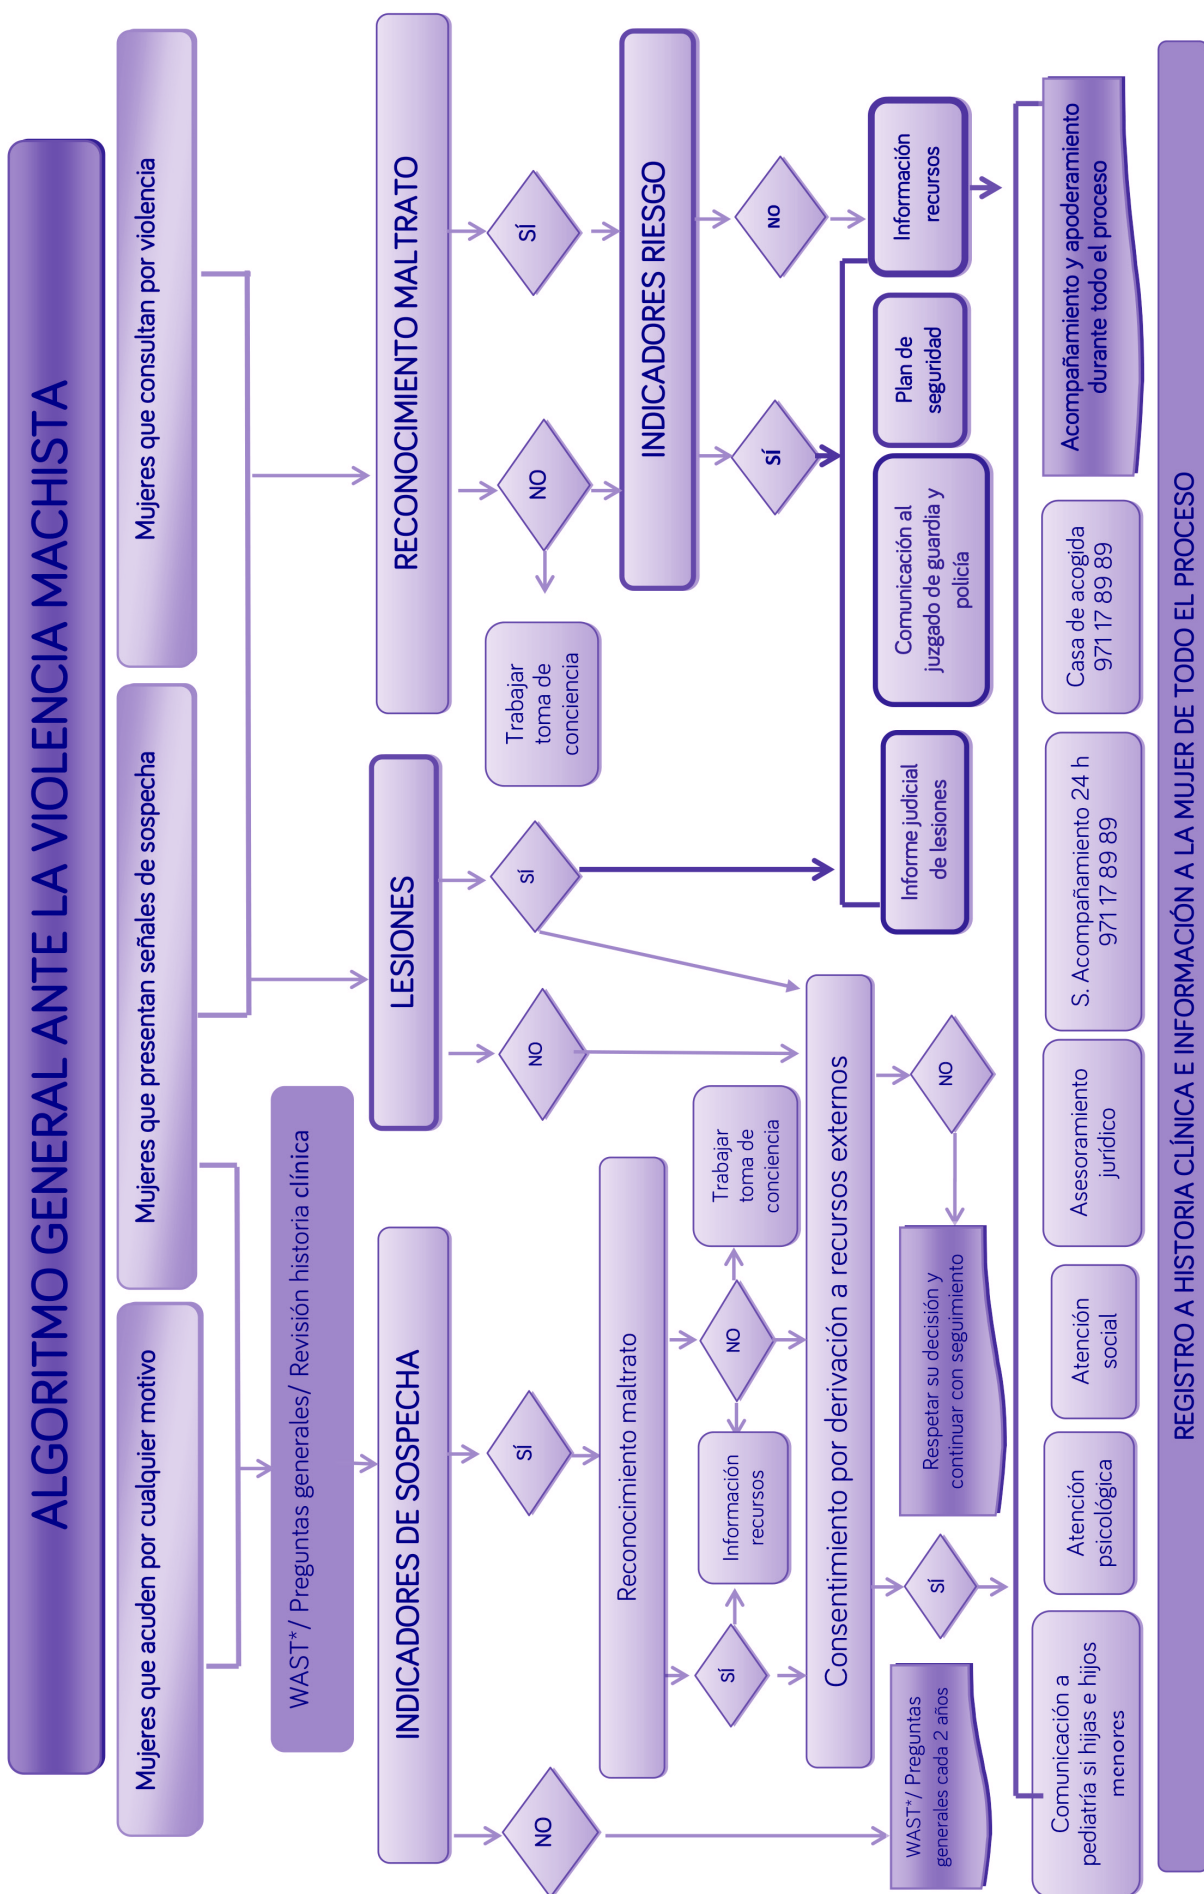 ALGORITMO GENERAL ANTE LA VIOLENCIA MACHISTA
Mujeres que acuden por cualquier motivo
Mujeres que presentan señales de sospecha
Mujeres que consultan por violencia
WAST*/ Preguntas generales/ Revisión historia clínica
INDICADORES DE SOSPECHA
LESIONES
RECONOCIMIENTO MALTRATO
NO
SÍ
NO
SÍ
NO
SÍ
Trabajar
toma de
conciencia
Reconocimiento maltrato
INDICADORES RIESGO
SÍ
NO
Información
recursos
Trabajar
toma de
conciencia
SÍ
NO
Consentimiento por derivación a recursos externos
Informe judicial
de lesiones
Comunicación al
juzgado de guardia y
policía
Plan de
seguridad
Información
recursos
WAST*/ Preguntas
generales cada 2 años
SÍ
Respetar su decisión y
continuar con seguimiento
NO
Comunicación a
pediatría si hijas e hijos
menores
Atención
psicológica
Atención
social
Asesoramiento
jurídico
S. Acompañamiento 24 h
971 17 89 89
Casa de acogida
971 17 89 89
Acompañamiento y apoderamiento
durante todo el proceso
REGISTRO A HISTORIA CLÍNICA E INFORMACIÓN A LA MUJER DE TODO EL PROCESO